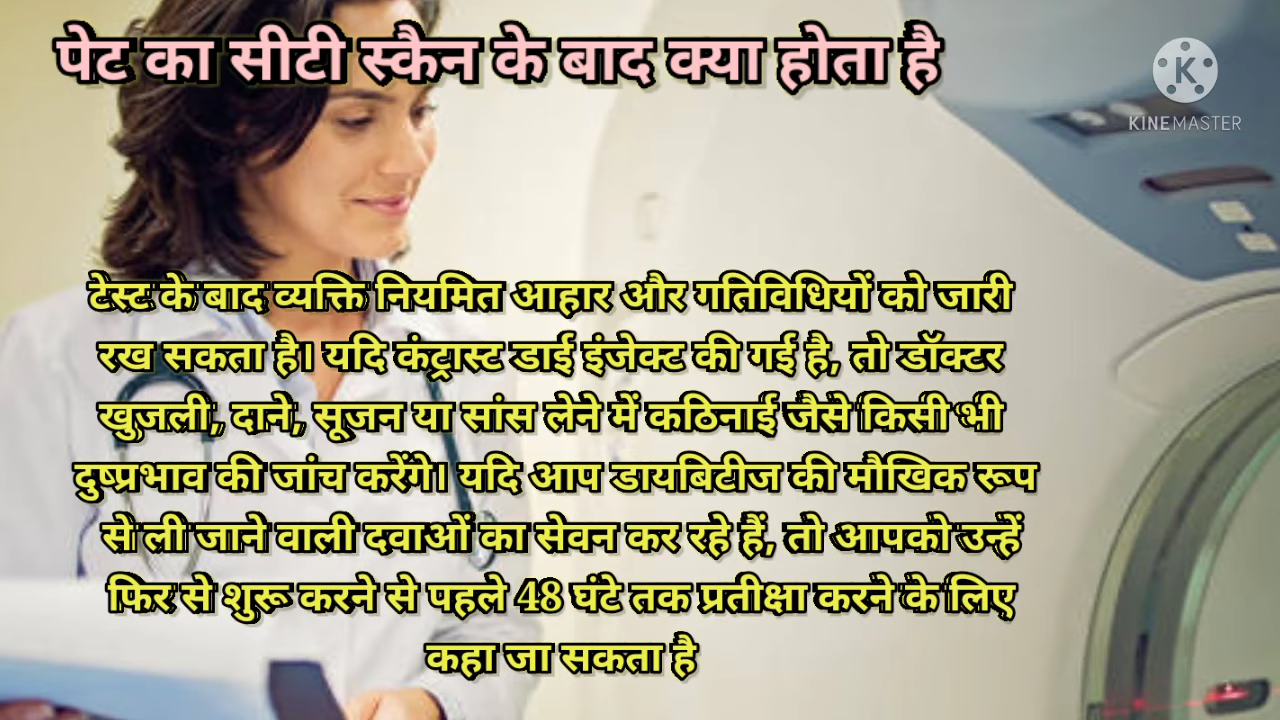 पेट का सीटी स्कैन के बाद क्या होता है
K
KINEMASTER
टेस्ट के बाद व्यक्ति नियमित आहार और गतिविधियों को जारी
रख सकता है। यदि कंट्रास्ट डाई इंजेक्ट की गई है, तो डॉक्टर
खुजली, दाने, सूजन या सांस लेने में कठिनाई जैसे किसी भी
दुष्प्रभाव की जांच करेंगे। यदि आप डायबिटीज की मौखिक रूप
से ली जाने वाली दवाओं का सेवन कर रहे हैं, तो आपको उन्हें
फिर से शुरू करने से पहले 48 घंटे तक प्रतीक्षा करने के लिए
कहा जा सकता है